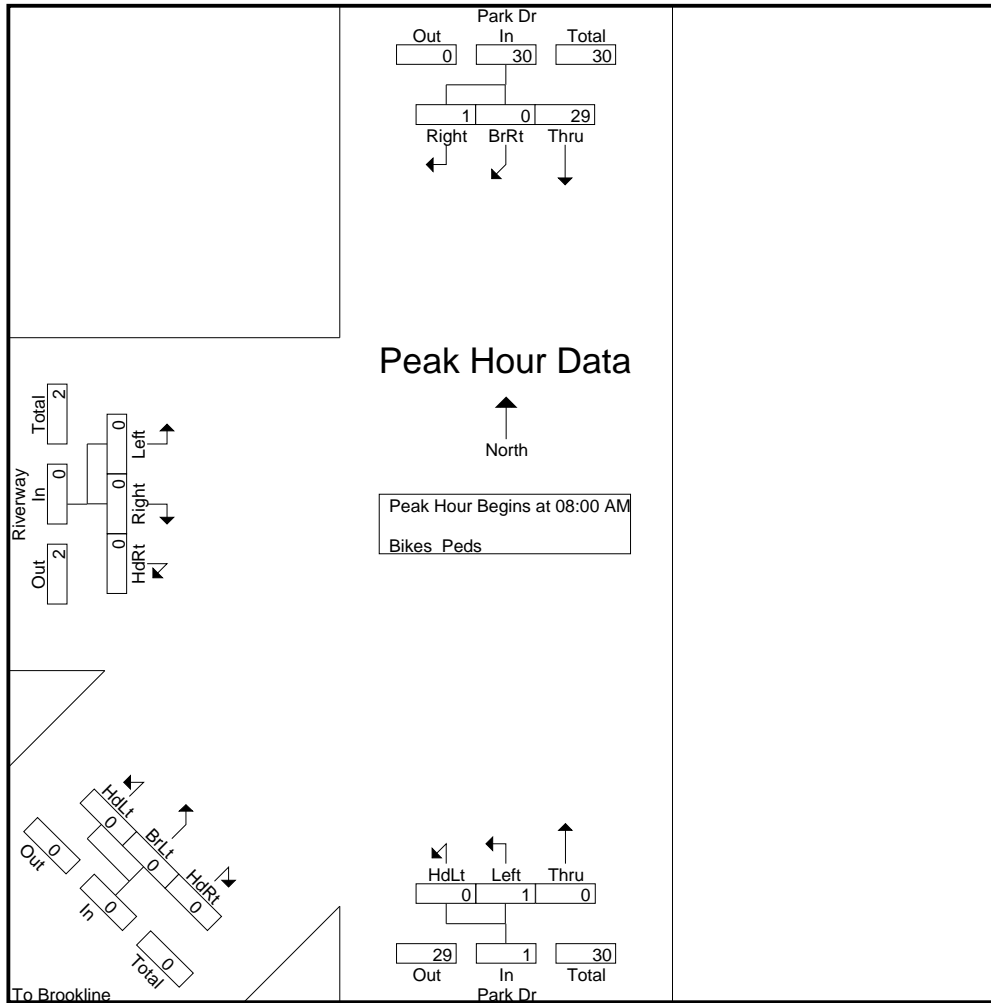 Park Dr
Out In Total
0 30 30
1 0 29
Right BrRt Thru
Peak Hour Data
North
Peak Hour Begins at 08:00 AM
Bikes Peds
Riverway
Total In Out
2 0 2
0 0 0
Left Right HdRt
HdLt BrLt HdRt
0 0 0
Out In Total
0 0 0
To Brookline
HdLt Left Thru
0 1 0
29 1 30
Out In Total
Park Dr